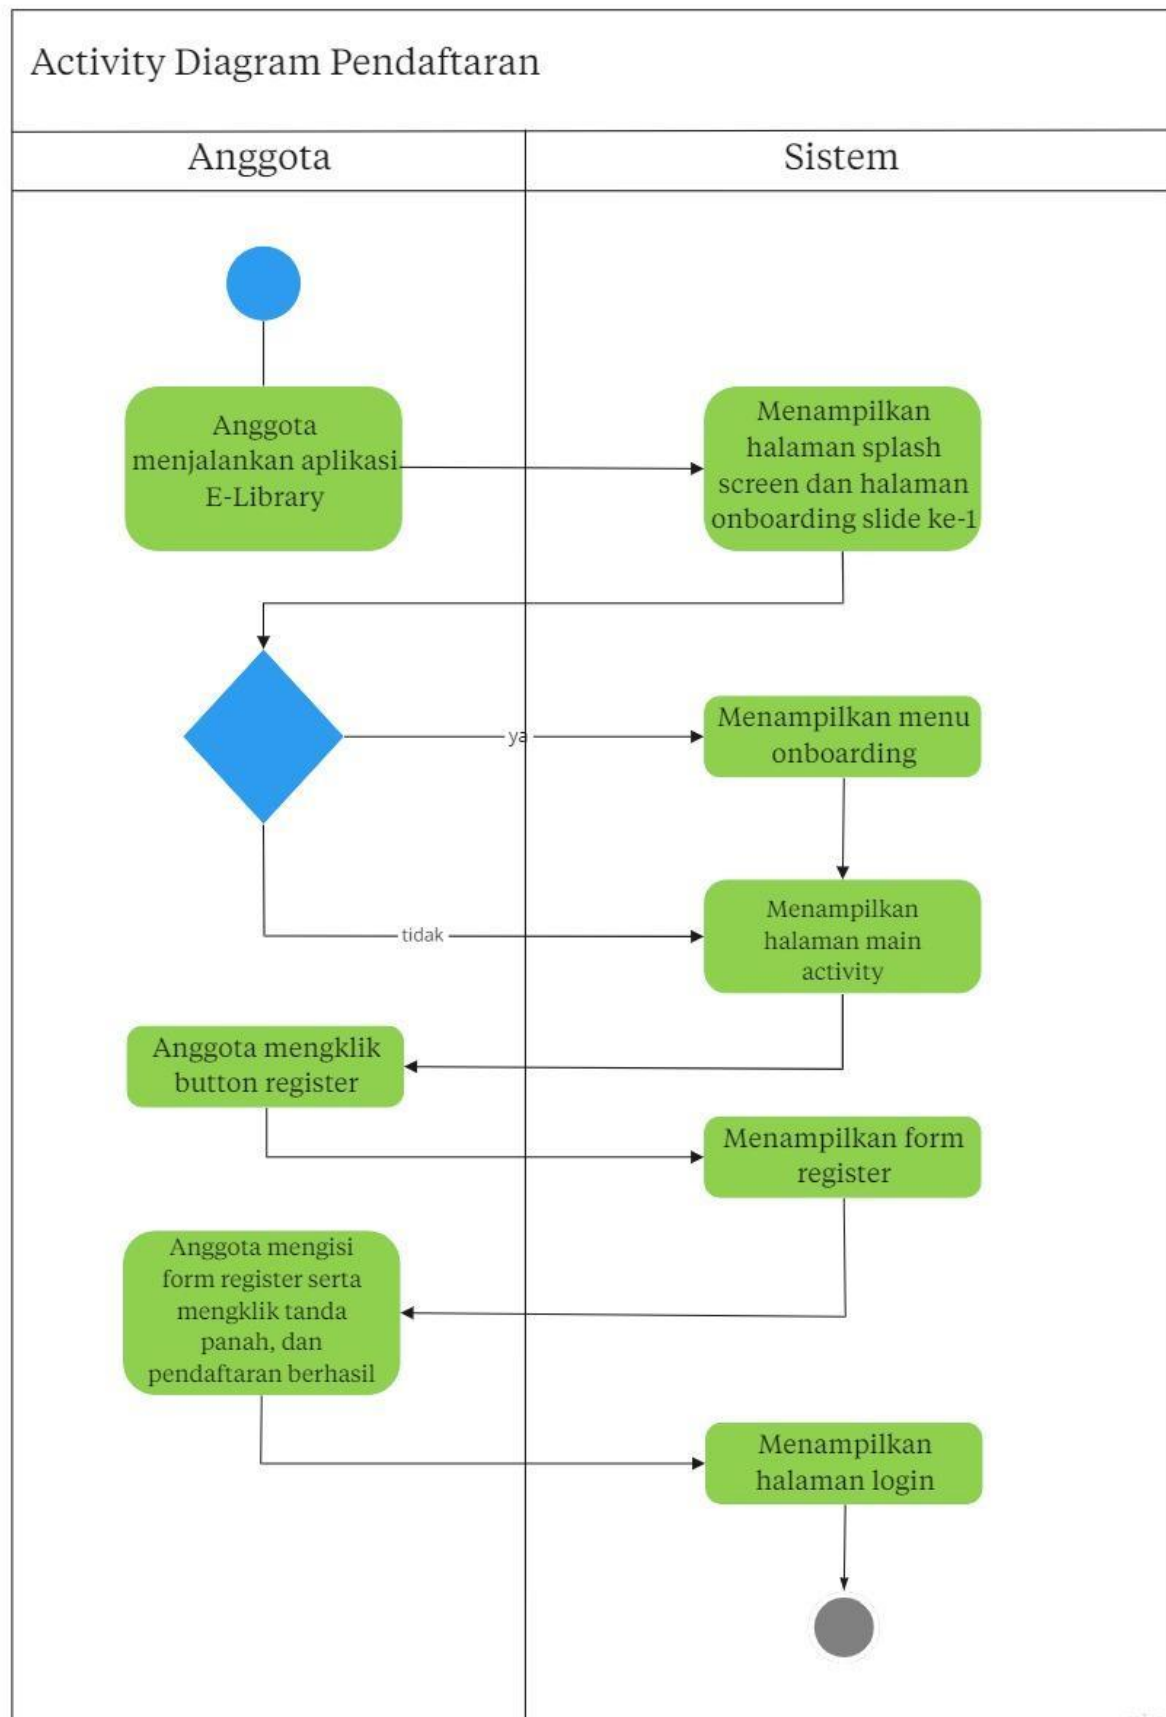 Activity Diagram Pendaftaran
Anggota
Sistem
Anggota
menjalankan aplikasi
E-Library
Menampilkan
halaman splash
screen dan halaman
onboarding slide ke-1
ya
Menampilkan menu
onboarding
tidak
Menampilkan
halaman main
activity
Anggota mengklik
button register
Menampilkan form
register
Anggota mengisi
form register serta
mengklik tanda
panah, dan
pendaftaran berhasil
Menampilkan
halaman login